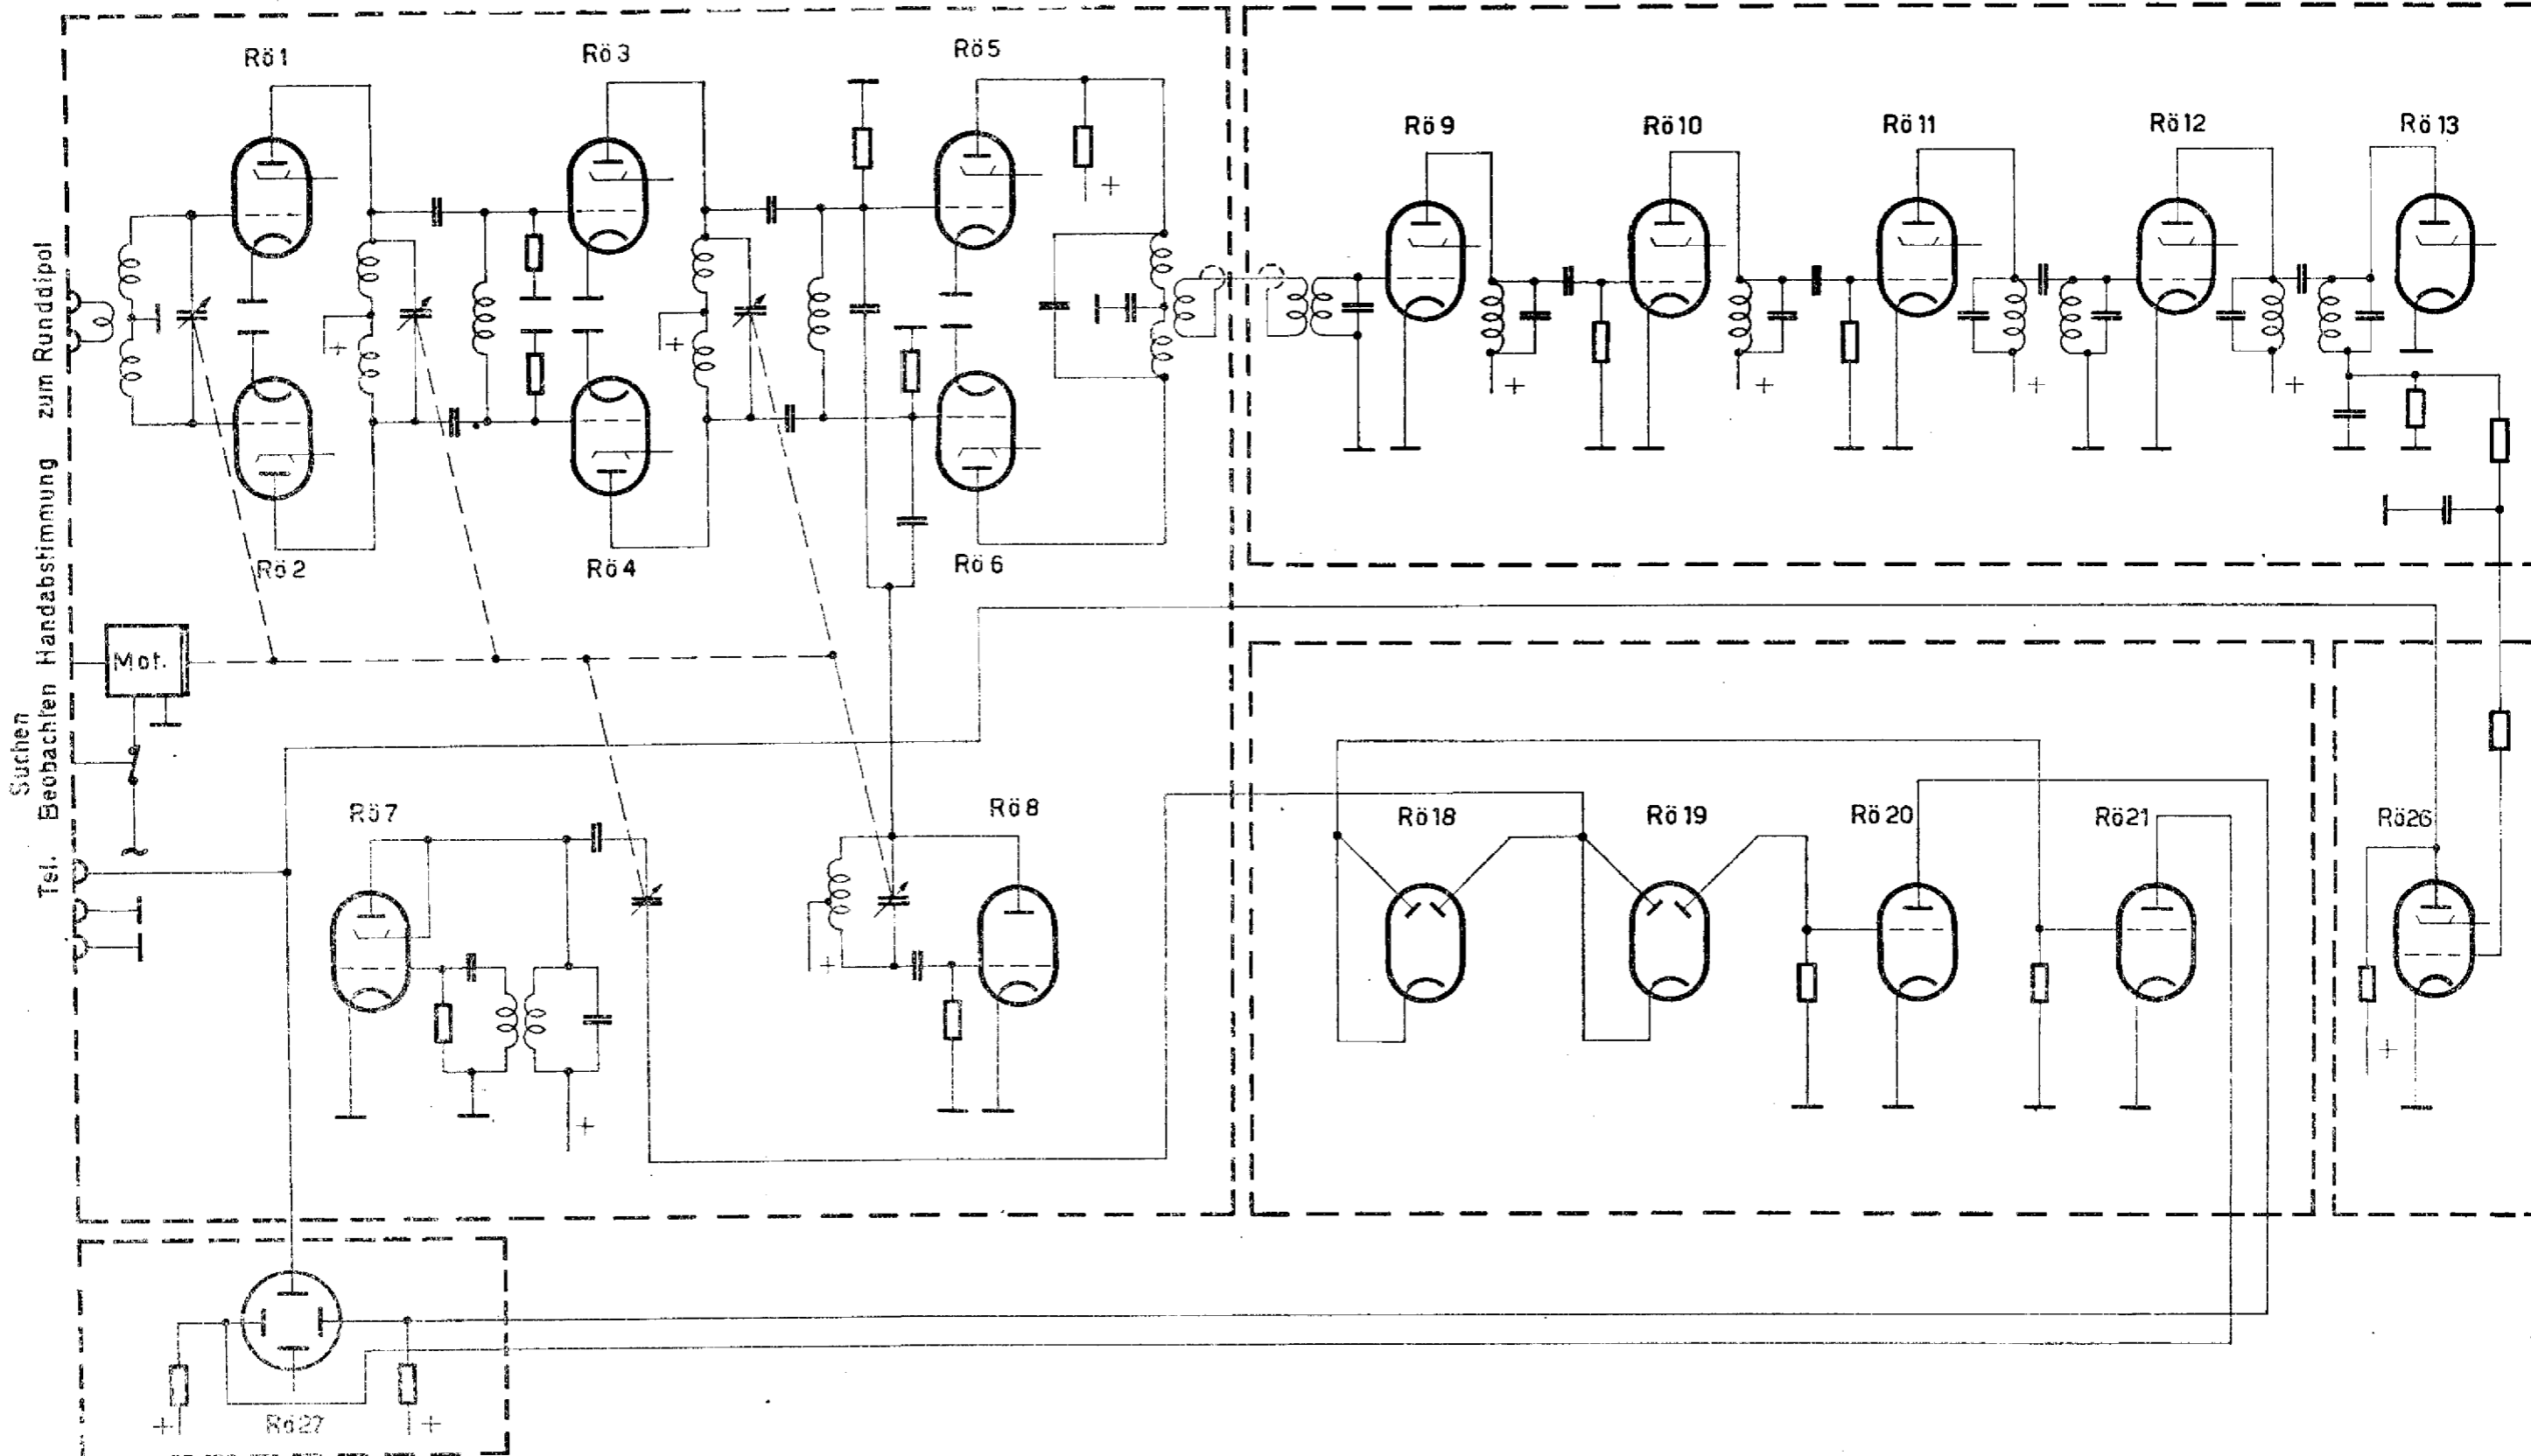 Rö 1
Rö 3
Rö 5
Rö 9
Rö 10
Rö 11
Rö 12
Rö 13
+
+
+
+
+
+
+
Rö 2
Rö 4
Rö 6
zum Runddipol
Handabstimmung
Suchen
Beobachten
Tel.
Mot.
Rö 7
Rö 8
Rö 18
Rö 19
Rö 20
Rö 21
Rö 26
+
+
+
Rö 27
+
+